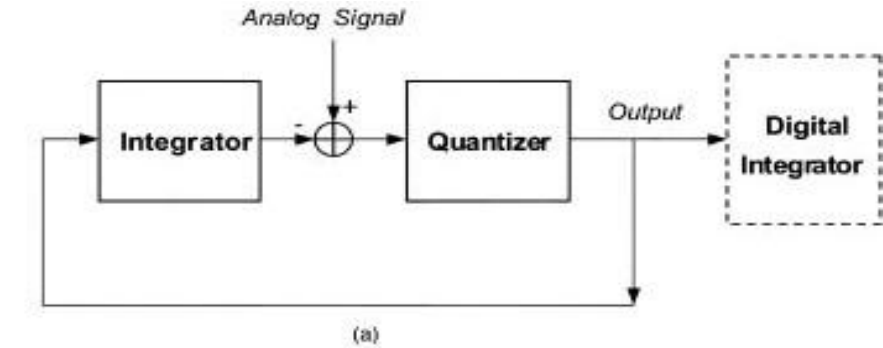 Analog Signal
- +
Integrator
Quantizer
Output
Digital
Integrator
(a)